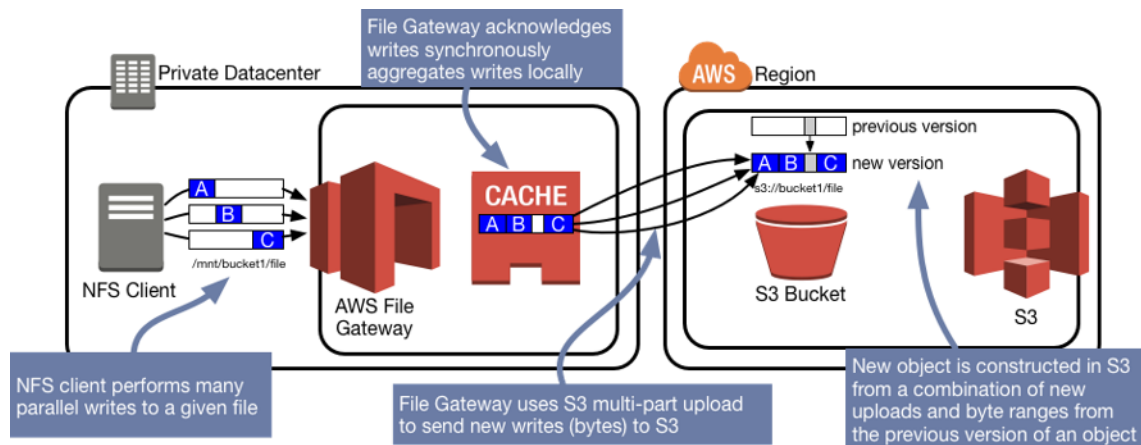 File Gateway acknowledges
writes synchronously
aggregates writes locally
Private Datacenter
AWS
Region
previous version
A B C
new version
s3://bucket1/file
A
B
C
/mnt/bucket1/file
CACHE
A B C
NFS Client
AWS File
Gateway
S3 Bucket
S3
NFS client performs many
parallel writes to a given file
File Gateway uses S3 multi-part upload
to send new writes (bytes) to S3
New object is constructed in S3
from a combination of new
uploads and byte ranges from
the previous version of an object